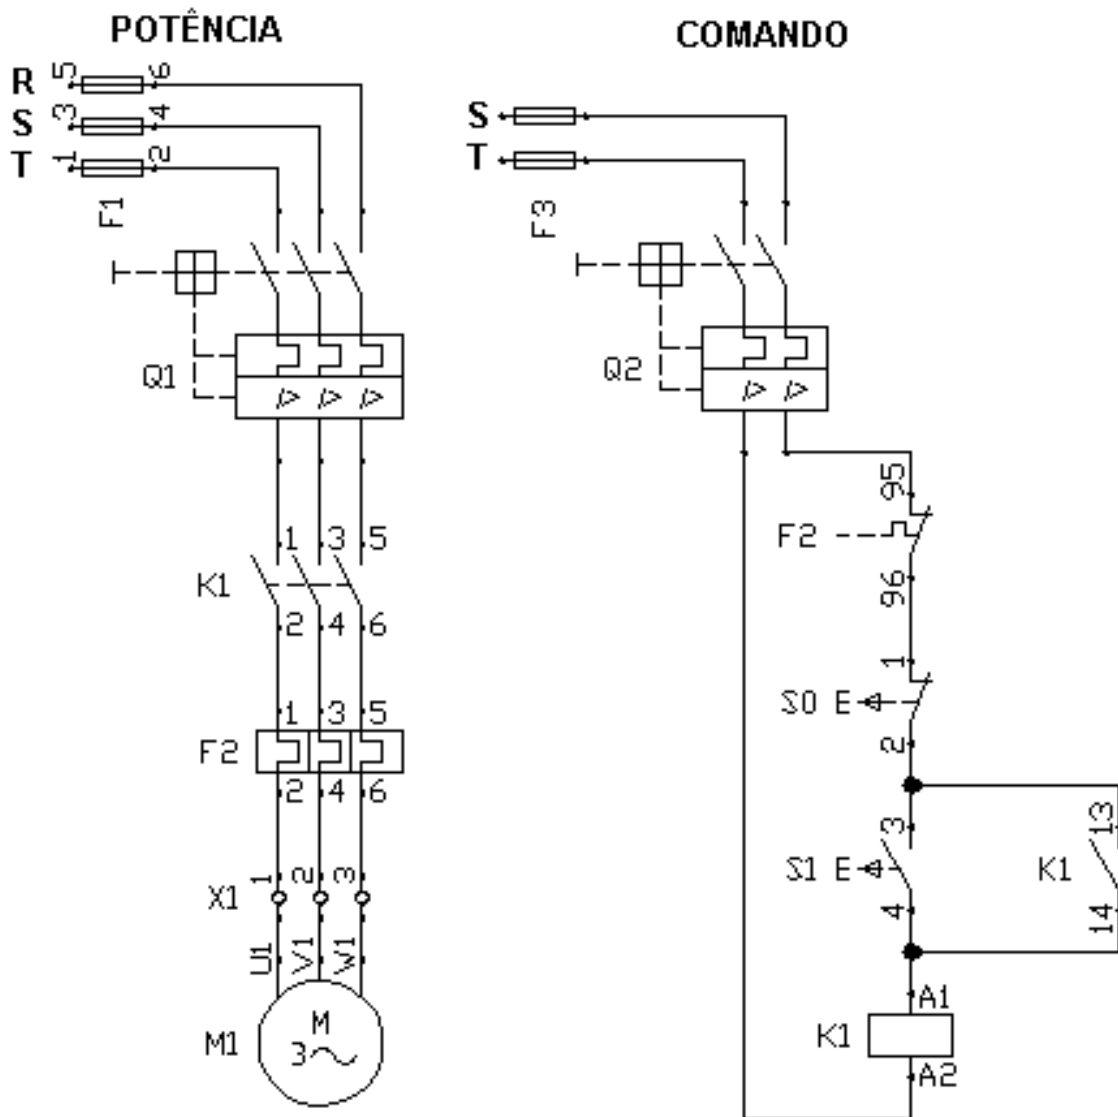 POTÊNCIA
R 5 6
S 3 4
T 1 2
F1
Q1
1 3 5
K1
2 4 6
1 3 5
F2
2 4 6
1 2 3
X1
U1 V1 W1
M1
M
3
COMANDO
S
T
F3
Q2
95
F2
96
1
S0 E
2
3
S1 E
4
13
K1
14
A1
K1
A2